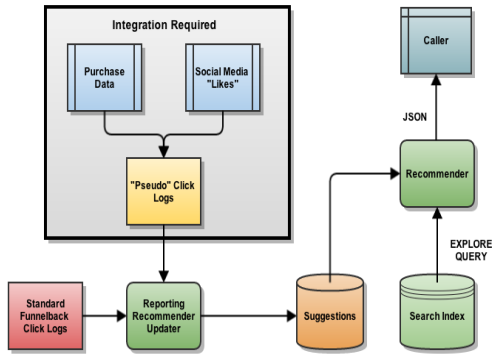 Integration Required
Purchase
Data
Social Media
"Likes"
"Pseudo" Click
Logs
Caller
JSON
Recommender
EXPLORE
QUERY
Standard
Funnelback
Click Logs
Reporting
Recommender
Updater
Suggestions
Search Index